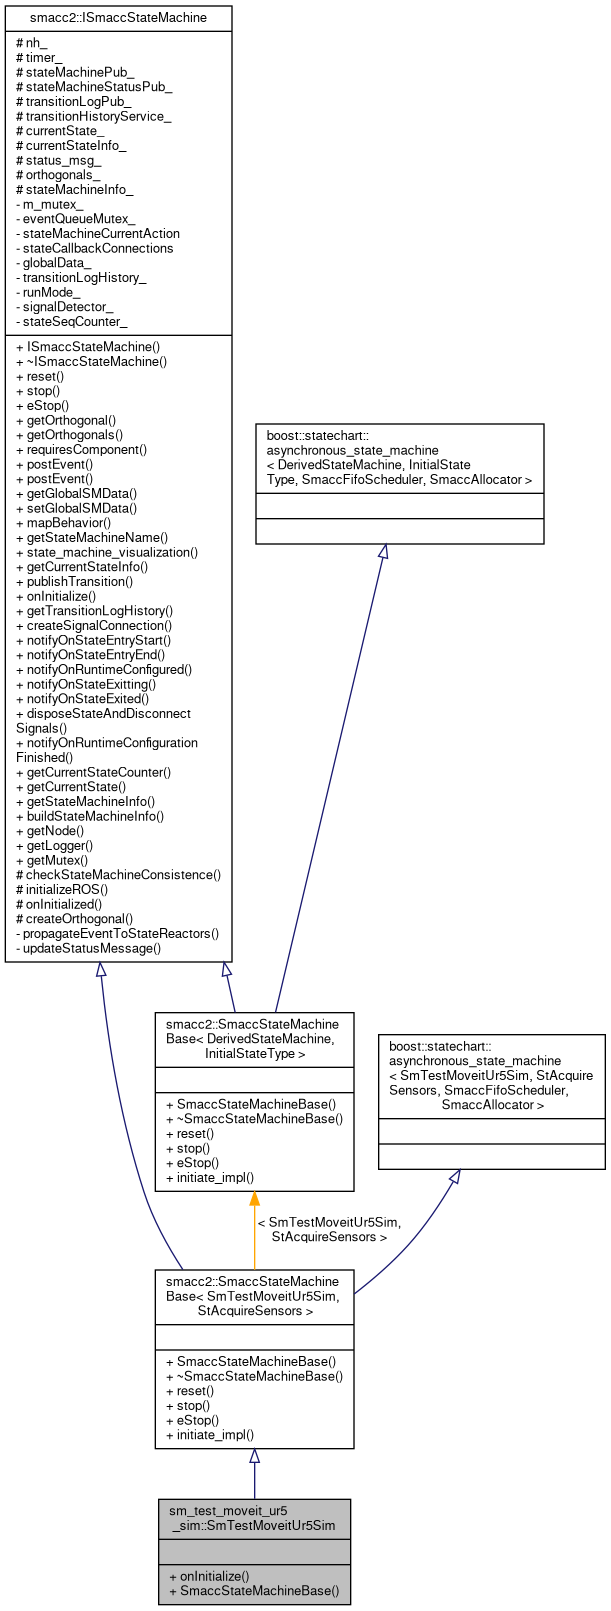 smacc2::ISmaccStateMachine
# nh_
# timer_
# stateMachinePub_
# stateMachineStatusPub_
# transitionLogPub_
# transitionHistoryService_
# currentState_
# currentStateInfo_
# status_msg_
# orthogonals_
# stateMachineInfo_
- m_mutex_
- eventQueueMutex_
- stateMachineCurrentAction
- stateCallbackConnections
- globalData_
- transitionLogHistory_
- runMode_
- signalDetector_
- stateSeqCounter_
+ ISmaccStateMachine()
+ ~ISmaccStateMachine()
+ reset()
+ stop()
+ eStop()
+ getOrthogonal()
+ getOrthogonals()
+ requiresComponent()
+ postEvent()
+ postEvent()
+ getGlobalSMData()
+ setGlobalSMData()
+ mapBehavior()
+ getStateMachineName()
+ state_machine_visualization()
+ getCurrentStateInfo()
+ publishTransition()
+ onInitialize()
+ getTransitionLogHistory()
+ createSignalConnection()
+ notifyOnStateEntryStart()
+ notifyOnStateEntryEnd()
+ notifyOnRuntimeConfigured()
+ notifyOnStateExitting()
+ notifyOnStateExited()
+ disposeStateAndDisconnect
Signals()
+ notifyOnRuntimeConfiguration
Finished()
+ getCurrentStateCounter()
+ getCurrentState()
+ getStateMachineInfo()
+ buildStateMachineInfo()
+ getNode()
+ getLogger()
+ getMutex()
# checkStateMachineConsistence()
# initializeROS()
# onInitialized()
# createOrthogonal()
- propagateEventToStateReactors()
- updateStatusMessage()
boost::statechart::
asynchronous_state_machine
< DerivedStateMachine, InitialState
Type, SmaccFifoScheduler, SmaccAllocator >
smacc2::SmaccStateMachine
Base< DerivedStateMachine,
InitialStateType >
+ SmaccStateMachineBase()
+ ~SmaccStateMachineBase()
+ reset()
+ stop()
+ eStop()
+ initiate_impl()
boost::statechart::
asynchronous_state_machine
< SmTestMoveitUr5Sim, StAcquire
Sensors, SmaccFifoScheduler,
SmaccAllocator >
< SmTestMoveitUr5Sim,
StAcquireSensors >
smacc2::SmaccStateMachine
Base< SmTestMoveitUr5Sim,
StAcquireSensors >
+ SmaccStateMachineBase()
+ ~SmaccStateMachineBase()
+ reset()
+ stop()
+ eStop()
+ initiate_impl()
sm_test_moveit_ur5
_sim::SmTestMoveitUr5Sim
+ onInitialize()
+ SmaccStateMachineBase()